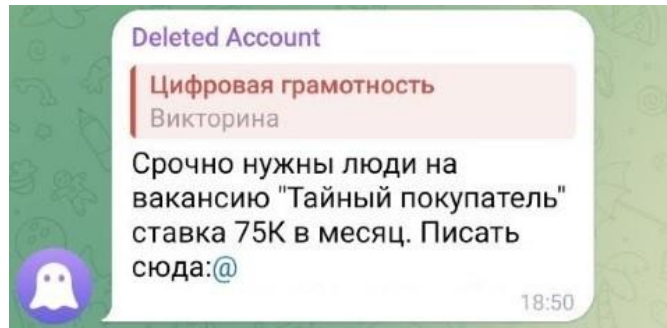 Deleted Account
Цифровая грамотность
Викторина
Срочно нужны люди на
вакансию "Тайный покупатель"
ставка 75К в месяц. Писать
сюда:@
18:50